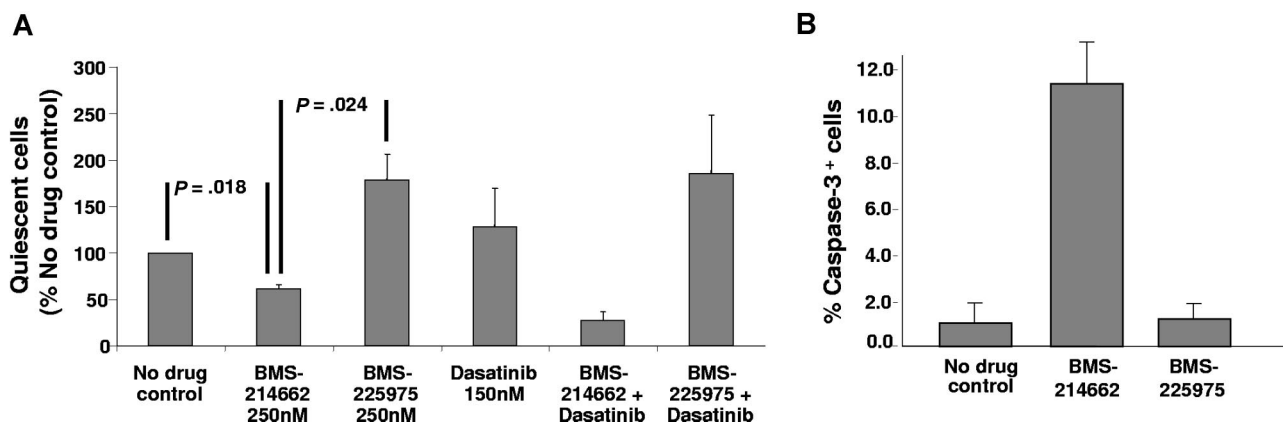 A
Quiescent cells
(% No drug control)
300
250
200
150
100
50
0
P = .018
P = .024
No drug
control
BMS-
214662
250nM
BMS-
225975
250nM
Dasatinib
150nM
BMS-
214662 +
Dasatinib
BMS-
225975 +
Dasatinib
B
% Caspase-3+ cells
12.0
10.0
8.0
6.0
4.0
2.0
0.0
No drug
control
BMS-
214662
BMS-
225975